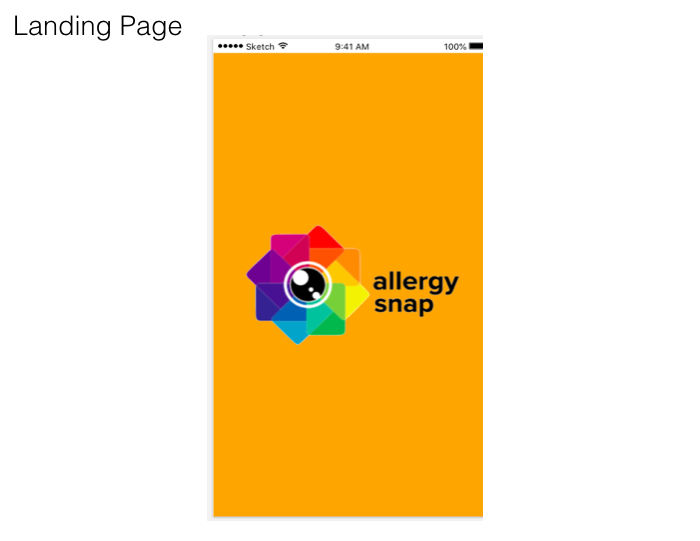 Landing Page
Sketch 9:41 AM 100%
allergy
snap